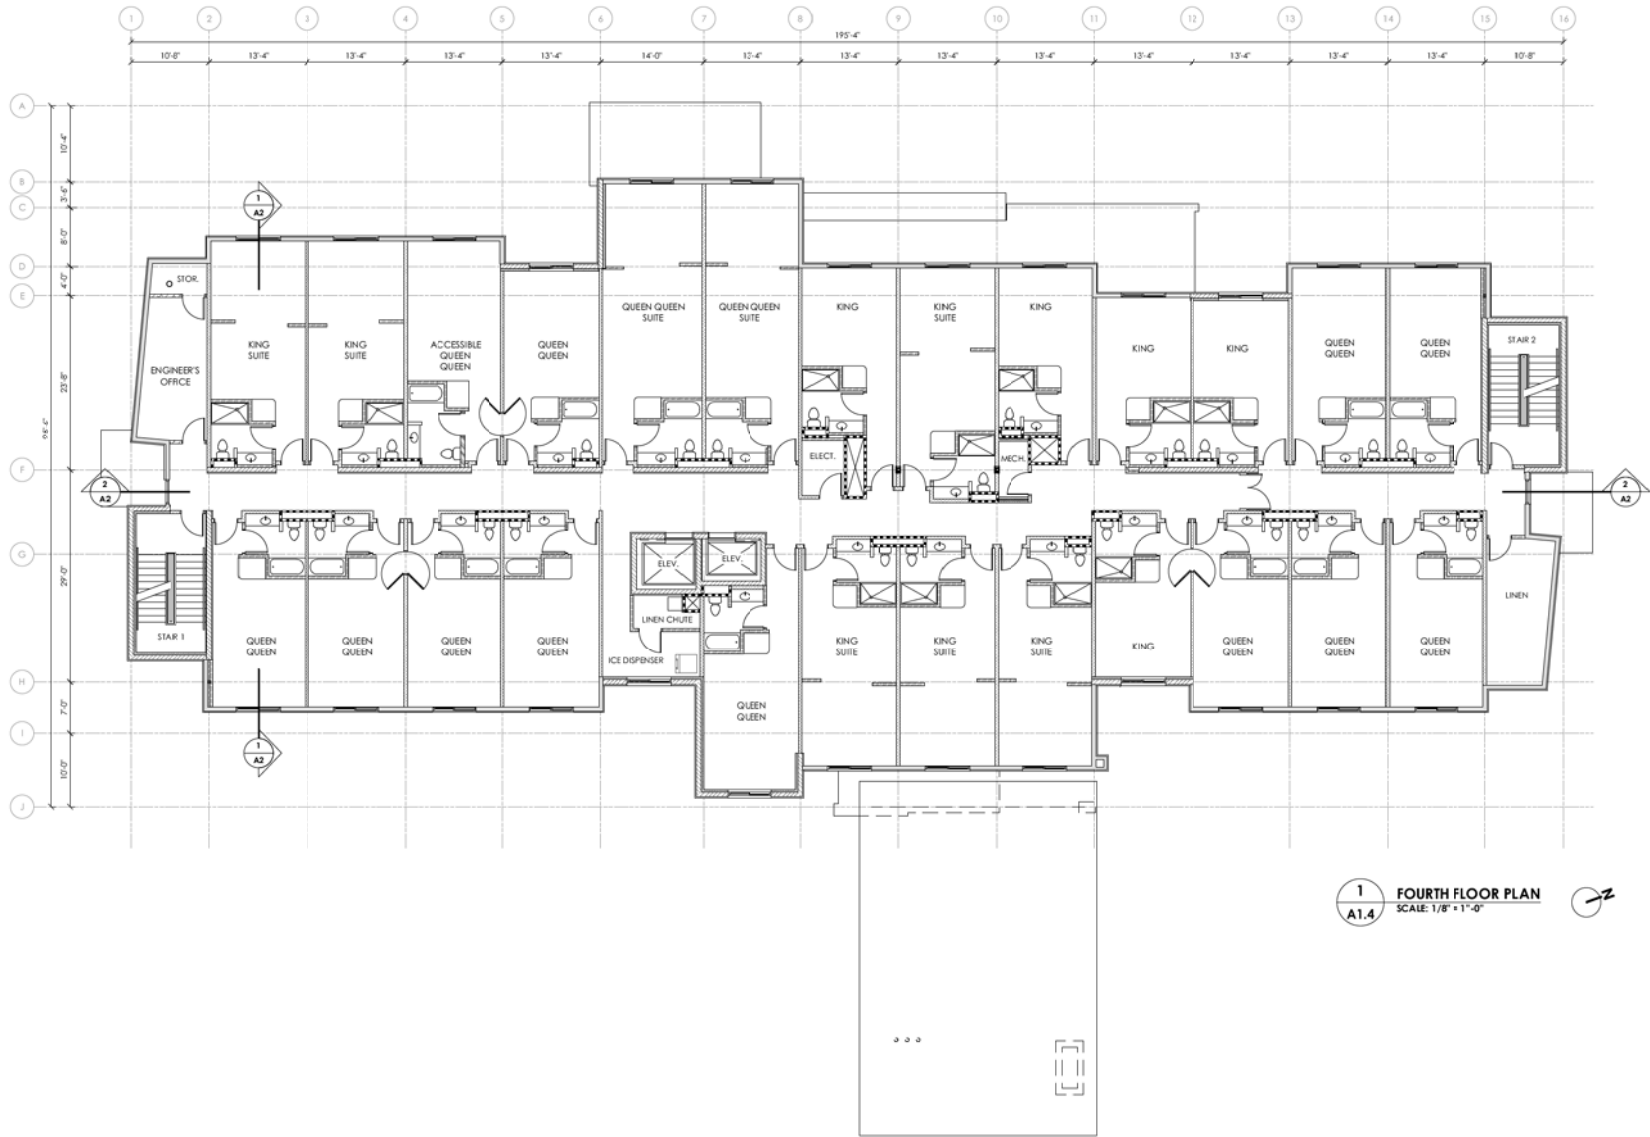 1 2 3 4 5 6 7 8 9 10 11 12 13 14 15 16
195'-4"
10'-8" 13'-4" 13'-4" 13'-4" 13'-4" 14'-0" 13'-4" 13'-4" 13'-4" 13'-4" 13'-4" 13'-4" 13'-4" 13'-4" 10'-8"
A
10'-4"
B
3'-6"
C
8'-0"
D
4'-0"
E
23'-8"
F
29'-0"
G
H
7'-0"
I
10'-0"
J
1
A2
STOR.
ENGINEER'S
OFFICE
KING
SUITE
KING
SUITE
ACCESSIBLE
QUEEN
QUEEN
QUEEN
QUEEN
QUEEN QUEEN
SUITE
QUEEN QUEEN
SUITE
KING
KING
SUITE
KING
KING
KING
QUEEN
QUEEN
QUEEN
QUEEN
STAIR 2
ELECT.
MECH.
2
A2
2
A2
STAIR 1
QUEEN
QUEEN
QUEEN
QUEEN
QUEEN
QUEEN
QUEEN
QUEEN
ELEV.
ELEV.
LINEN CHUTE
ICE DISPENSER
QUEEN
QUEEN
KING
SUITE
KING
SUITE
KING
SUITE
KING
QUEEN
QUEEN
QUEEN
QUEEN
QUEEN
QUEEN
LINEN
1
A2
1
A1.4
FOURTH FLOOR PLAN
SCALE: 1/8" = 1'-0"
N